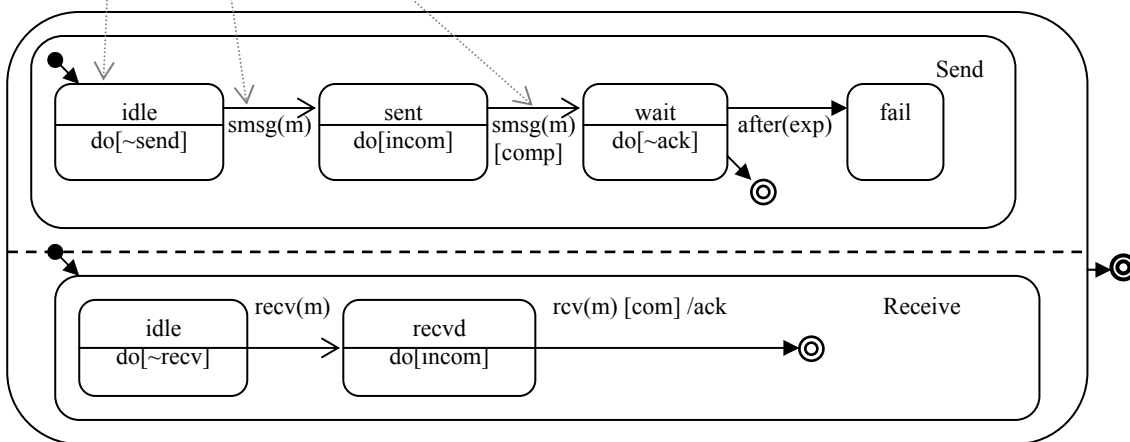 Send
idle
do[~send]
smsg(m)
sent
do[incom]
smsg(m)
[comp]
wait
do[~ack]
after(exp)
fail
Receive
idle
do[~recv]
recv(m)
recvd
do[incom]
rcv(m) [com] /ack